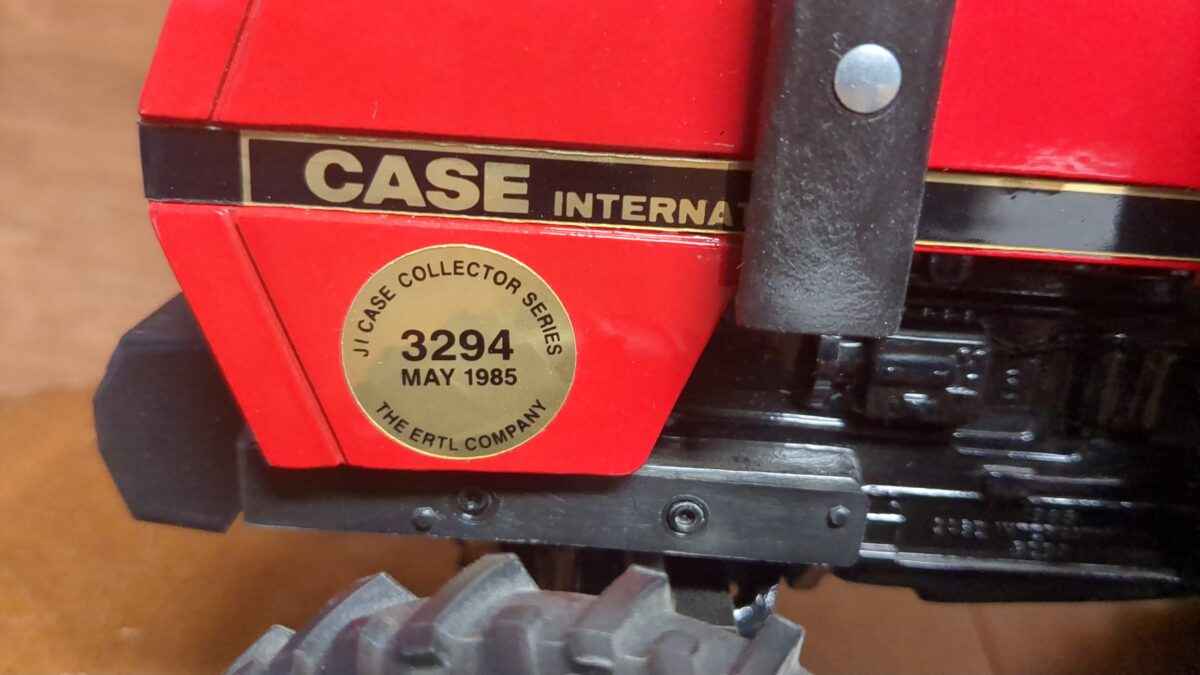 CASE INTERNAT
JI CASE COLLECTOR SERIES
3294
MAY 1985
THE ERTL COMPANY